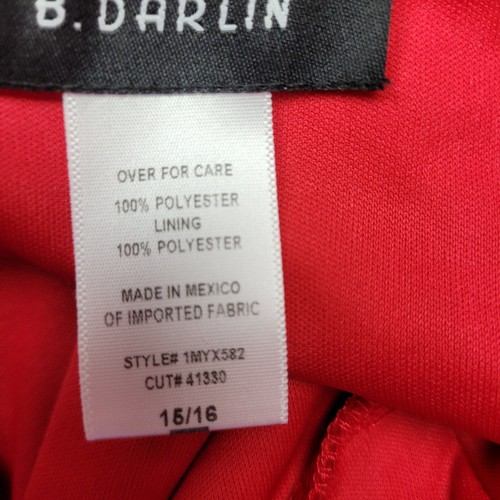 B. DARLIN
OVER FOR CARE
100% POLYESTER
LINING
100% POLYESTER
MADE IN MEXICO
OF IMPORTED FABRIC
STYLE# 1MYX582
CUT# 41330
15/16